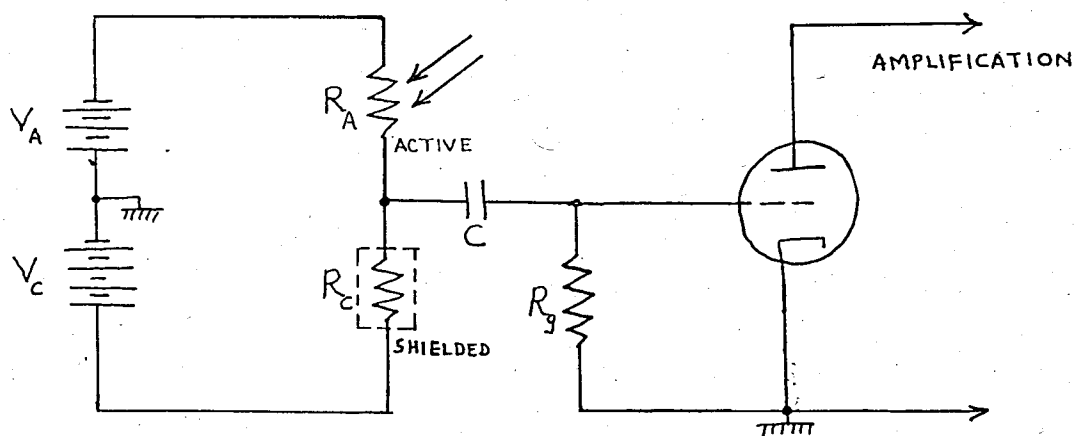 AMPLIFICATION
V_A
R_A
ACTIVE
C
V_C
R_C
R_g
SHIELDED